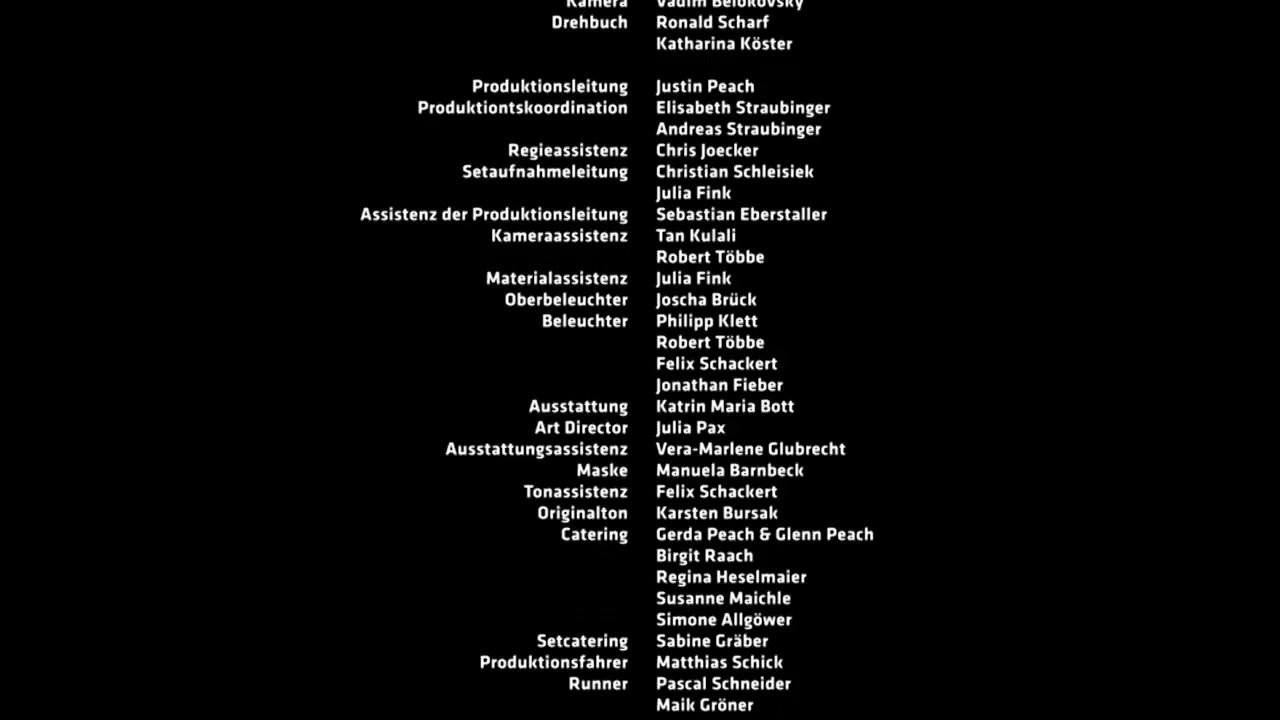 Kamera Vadim Belokovsky
Drehbuch Ronald Scharf
Katharina Köster
Produktionsleitung Justin Peach
Produktiontskoordination Elisabeth Straubinger
Andreas Straubinger
Regieassistenz Chris Joecker
Setaufnahmeleitung Christian Schleisiek
Julia Fink
Assistenz der Produktionsleitung Sebastian Eberstaller
Kameraassistenz Tan Kulali
Robert Többe
Materialassistenz Julia Fink
Oberbeleuchter Joscha Brück
Beleuchter Philipp Klett
Robert Többe
Felix Schackert
Jonathan Fieber
Ausstattung Katrin Maria Bott
Art Director Julia Pax
Ausstattungsassistenz Vera-Marlene Glubrecht
Maske Manuela Barnbeck
Tonassistenz Felix Schackert
Originalton Karsten Bursak
Catering Gerda Peach & Glenn Peach
Birgit Raach
Regina Heselmaier
Susanne Maichle
Simone Allgöwer
Setcatering Sabine Gräber
Produktionsfahrer Matthias Schick
Runner Pascal Schneider
Maik Gröner